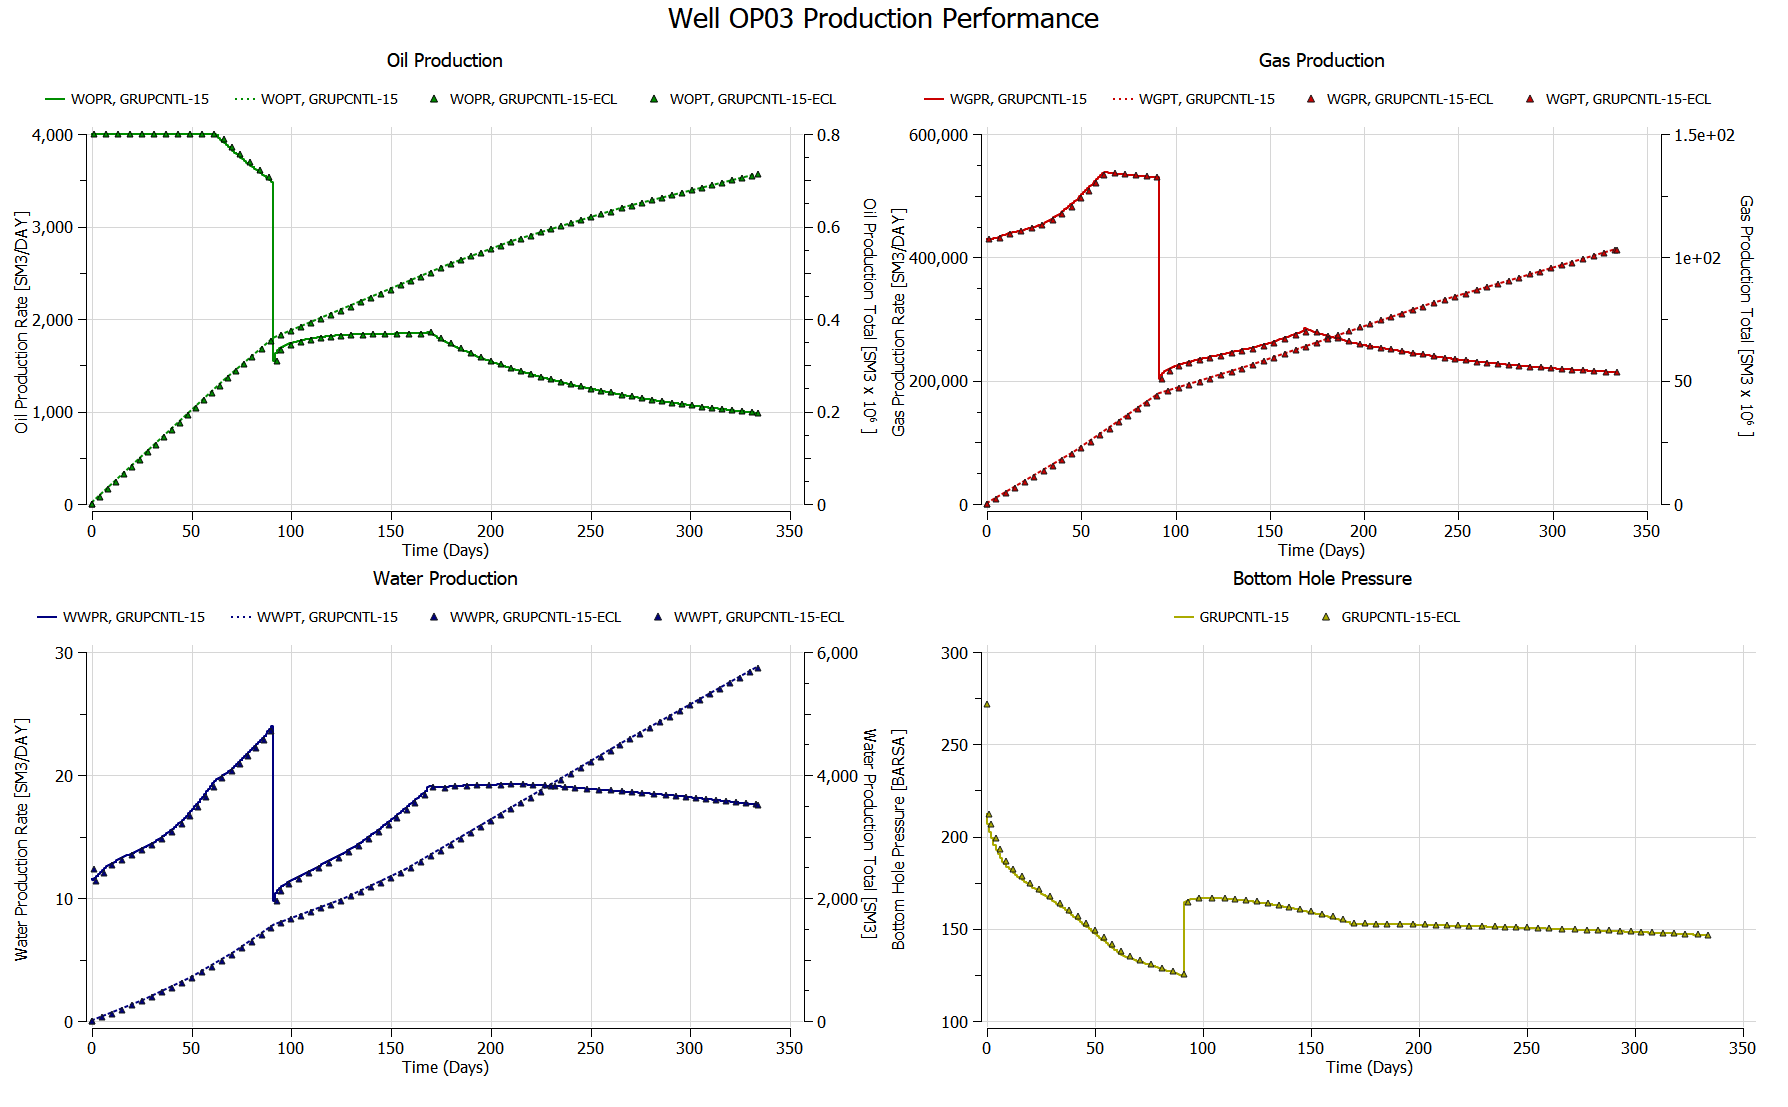 Well OP03 Production Performance
Oil Production
WOPR, GRUPCNTL-15 WOPT, GRUPCNTL-15 WOPR, GRUPCNTL-15-ECL WOPT, GRUPCNTL-15-ECL
Oil Production Rate [SM3/DAY]
4,000
3,000
2,000
1,000
0
0.8
0.6
0.4
0.2
0
Oil Production Total [SM3 x 10⁶ ]
0 50 100 150 200 250 300 350
Time (Days)
Gas Production
WGPR, GRUPCNTL-15 WGPT, GRUPCNTL-15 WGPR, GRUPCNTL-15-ECL WGPT, GRUPCNTL-15-ECL
Gas Production Rate [SM3/DAY]
600,000
400,000
200,000
0
1.5e+02
1e+02
50
0
Gas Production Total [SM3 x 10⁶ ]
0 50 100 150 200 250 300 350
Time (Days)
Water Production
WWPR, GRUPCNTL-15 WWPT, GRUPCNTL-15 WWPR, GRUPCNTL-15-ECL WWPT, GRUPCNTL-15-ECL
Water Production Rate [SM3/DAY]
30
20
10
0
6,000
4,000
2,000
0
Water Production Total [SM3]
0 50 100 150 200 250 300 350
Time (Days)
Bottom Hole Pressure
GRUPCNTL-15 GRUPCNTL-15-ECL
Bottom Hole Pressure [BARSA]
300
250
200
150
100
0 50 100 150 200 250 300 350
Time (Days)